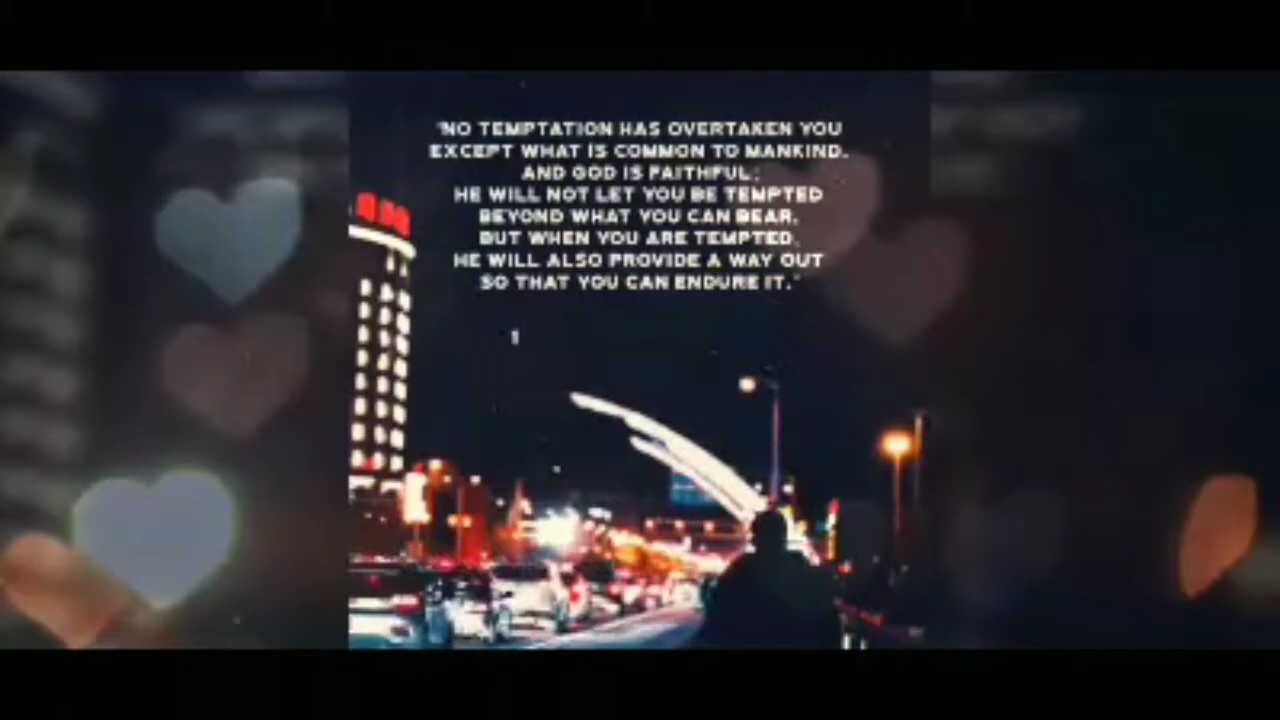 "NO TEMPTATION HAS OVERTAKEN YOU
EXCEPT WHAT IS COMMON TO MANKIND.
AND GOD IS FAITHFUL;
HE WILL NOT LET YOU BE TEMPTED
BEYOND WHAT YOU CAN BEAR.
BUT WHEN YOU ARE TEMPTED,
HE WILL ALSO PROVIDE A WAY OUT
SO THAT YOU CAN ENDURE IT."
1